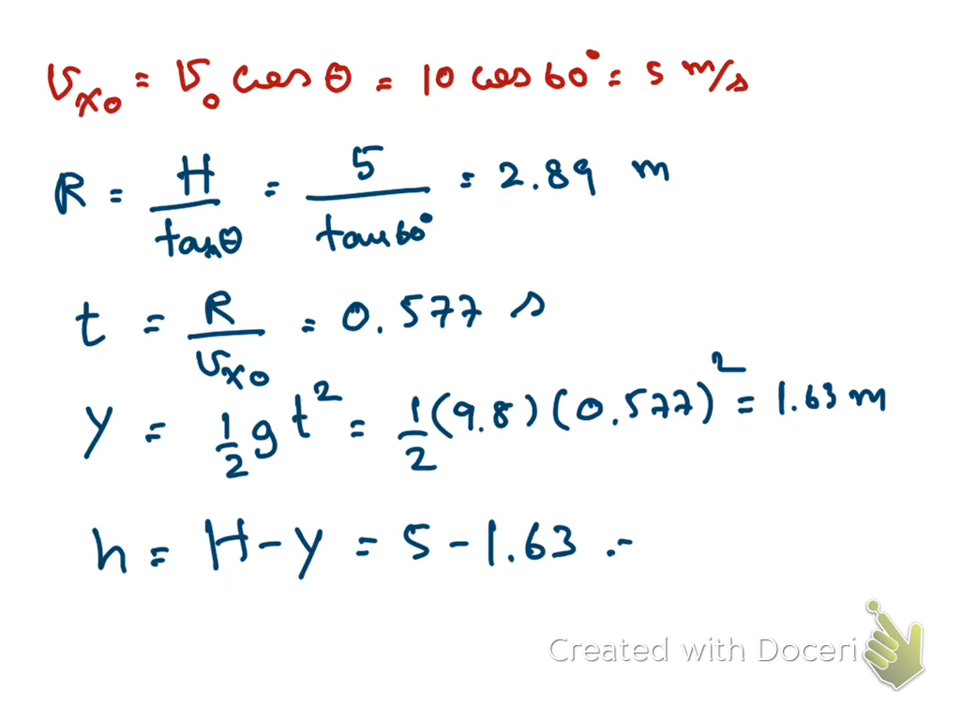 v_x0 = v_0 cos θ = 10 cos 60° = 5 m/s
R = H/tan θ = 5/tan 60° = 2.89 m
t = R/v_x0 = 0.577 s
y = 1/2 g t² = 1/2 (9.8) (0.577)² = 1.63 m
h = H - y = 5 - 1.63 =
Created with Doceri